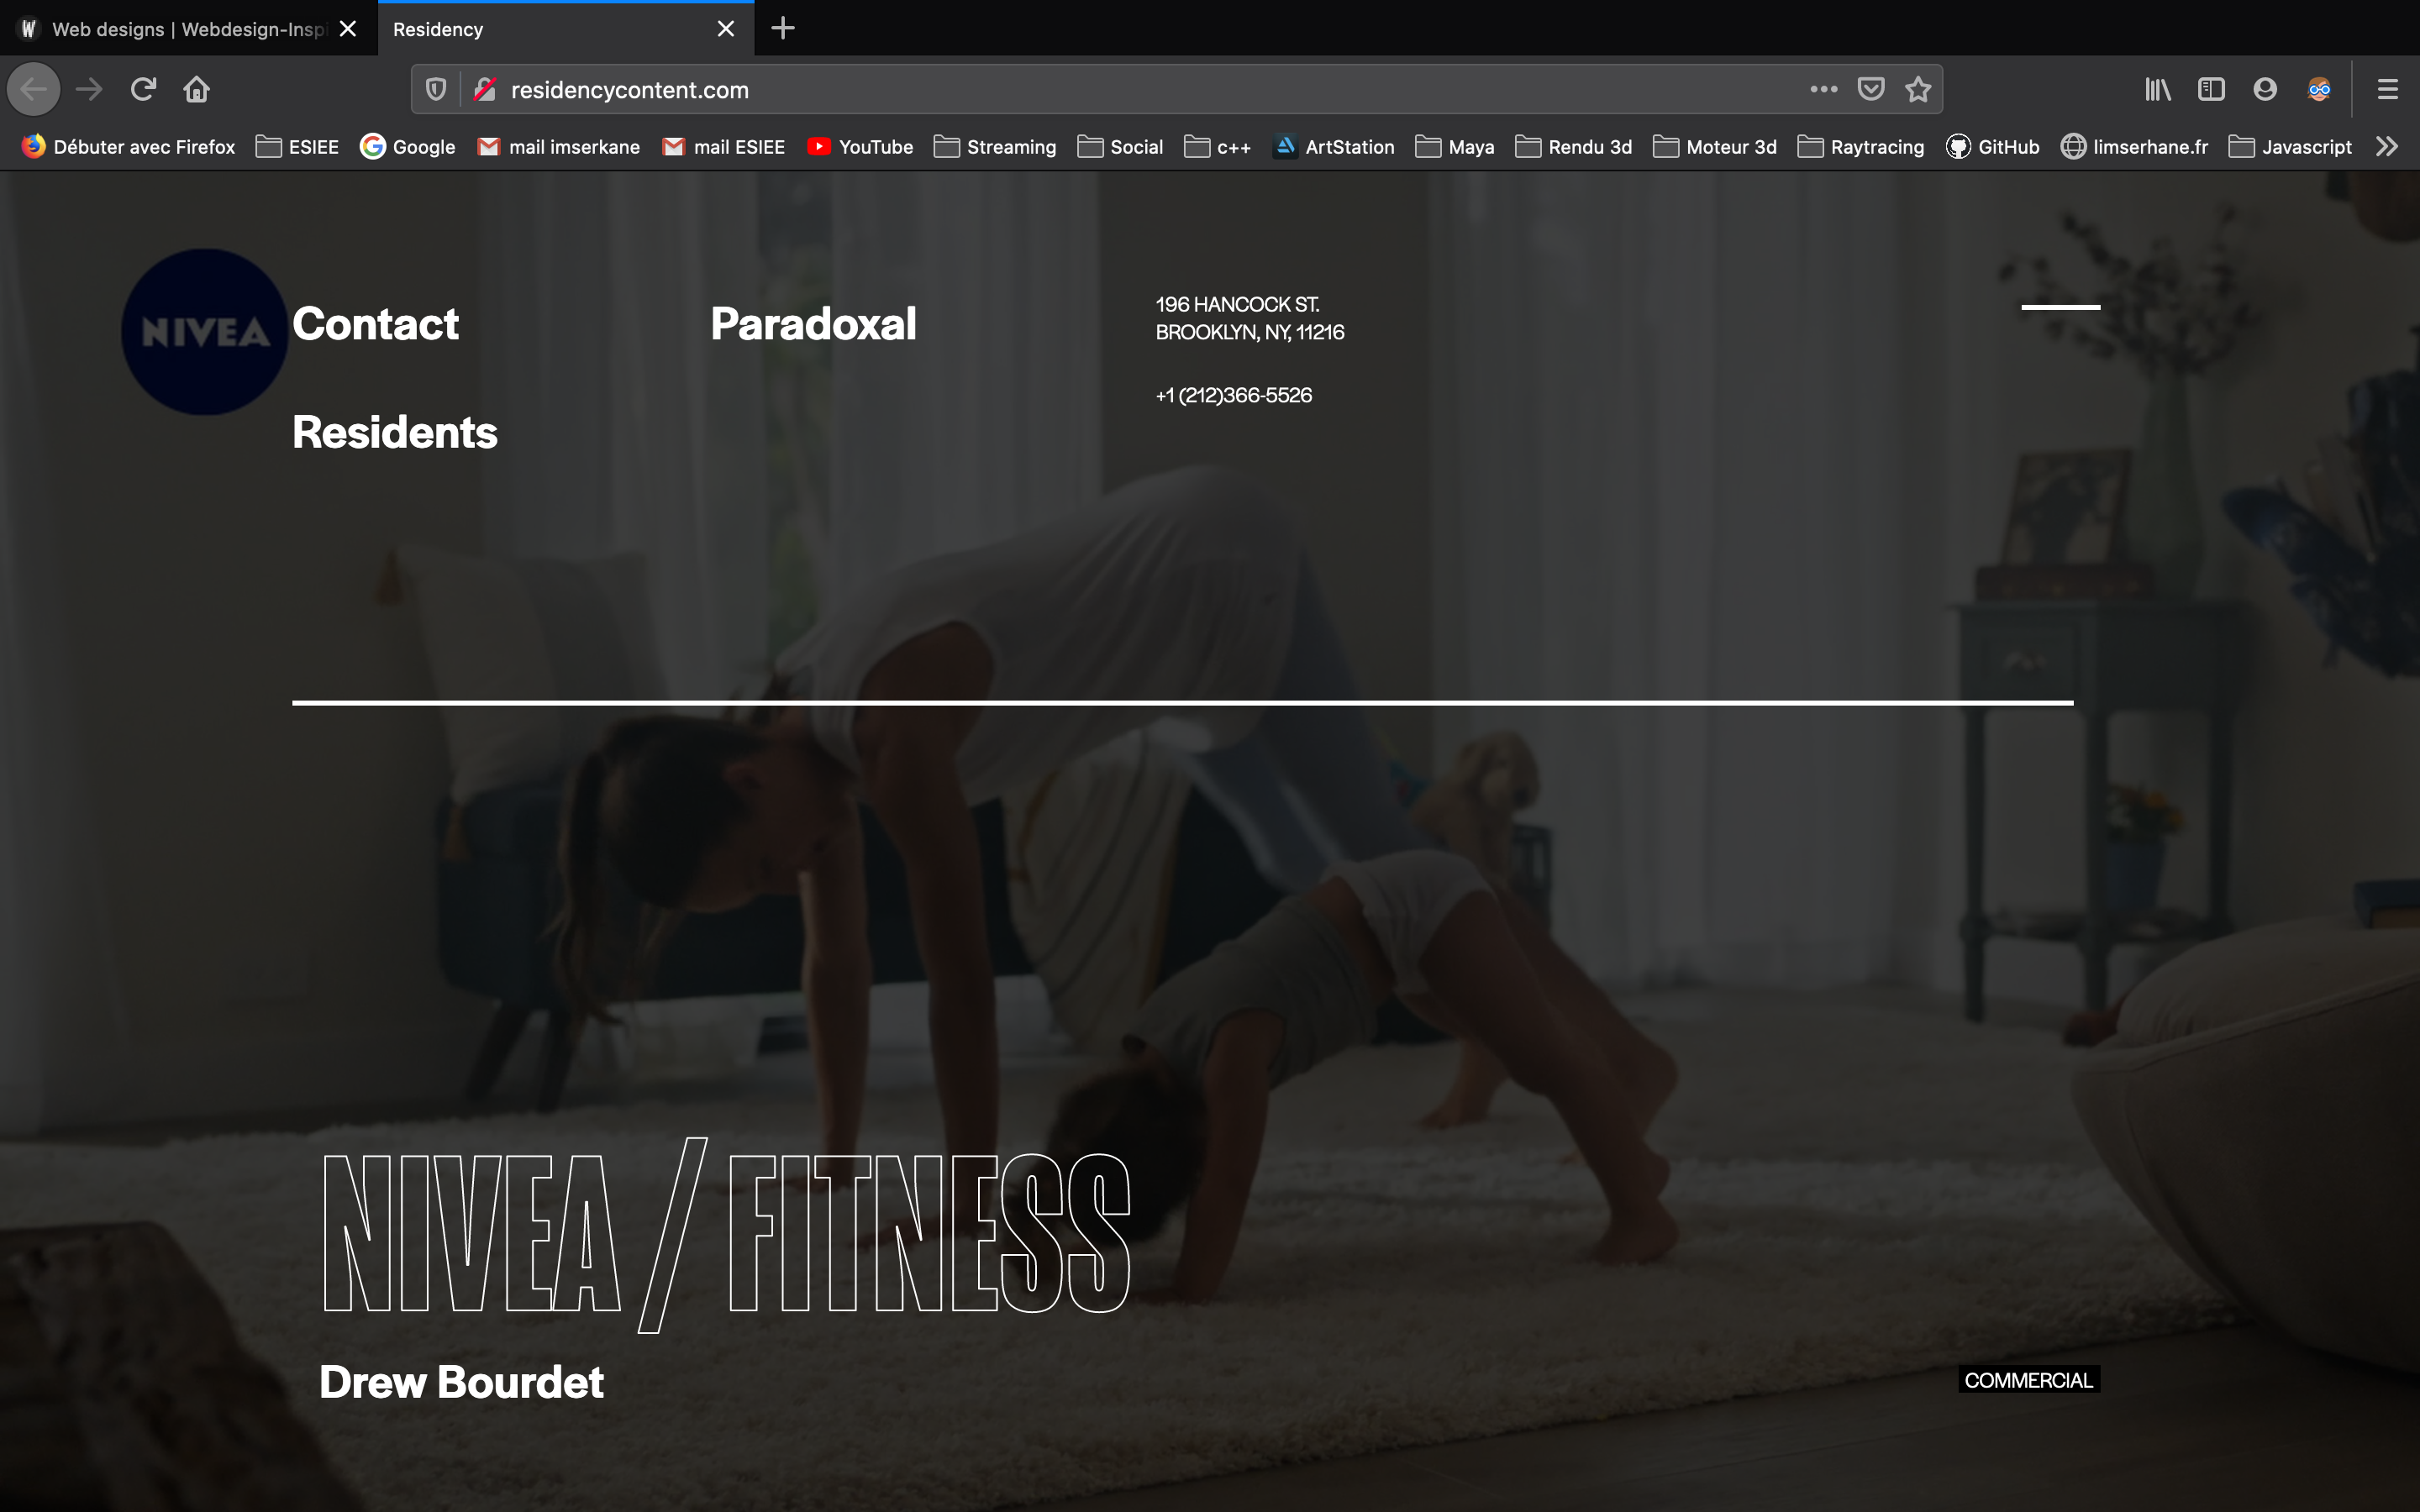 Web designs | Webdesign-Inspi
Residency
residencycontent.com
Débuter avec Firefox ESIEE Google mail imserkane mail ESIEE YouTube Streaming Social c++ ArtStation Maya Rendu 3d Moteur 3d Raytracing GitHub limserhane.fr Javascript
NIVEA
Contact
Residents
Paradoxal
196 HANCOCK ST.
BROOKLYN, NY, 11216
+1 (212)366-5526
NIVEA / FITNESS
Drew Bourdet
COMMERCIAL